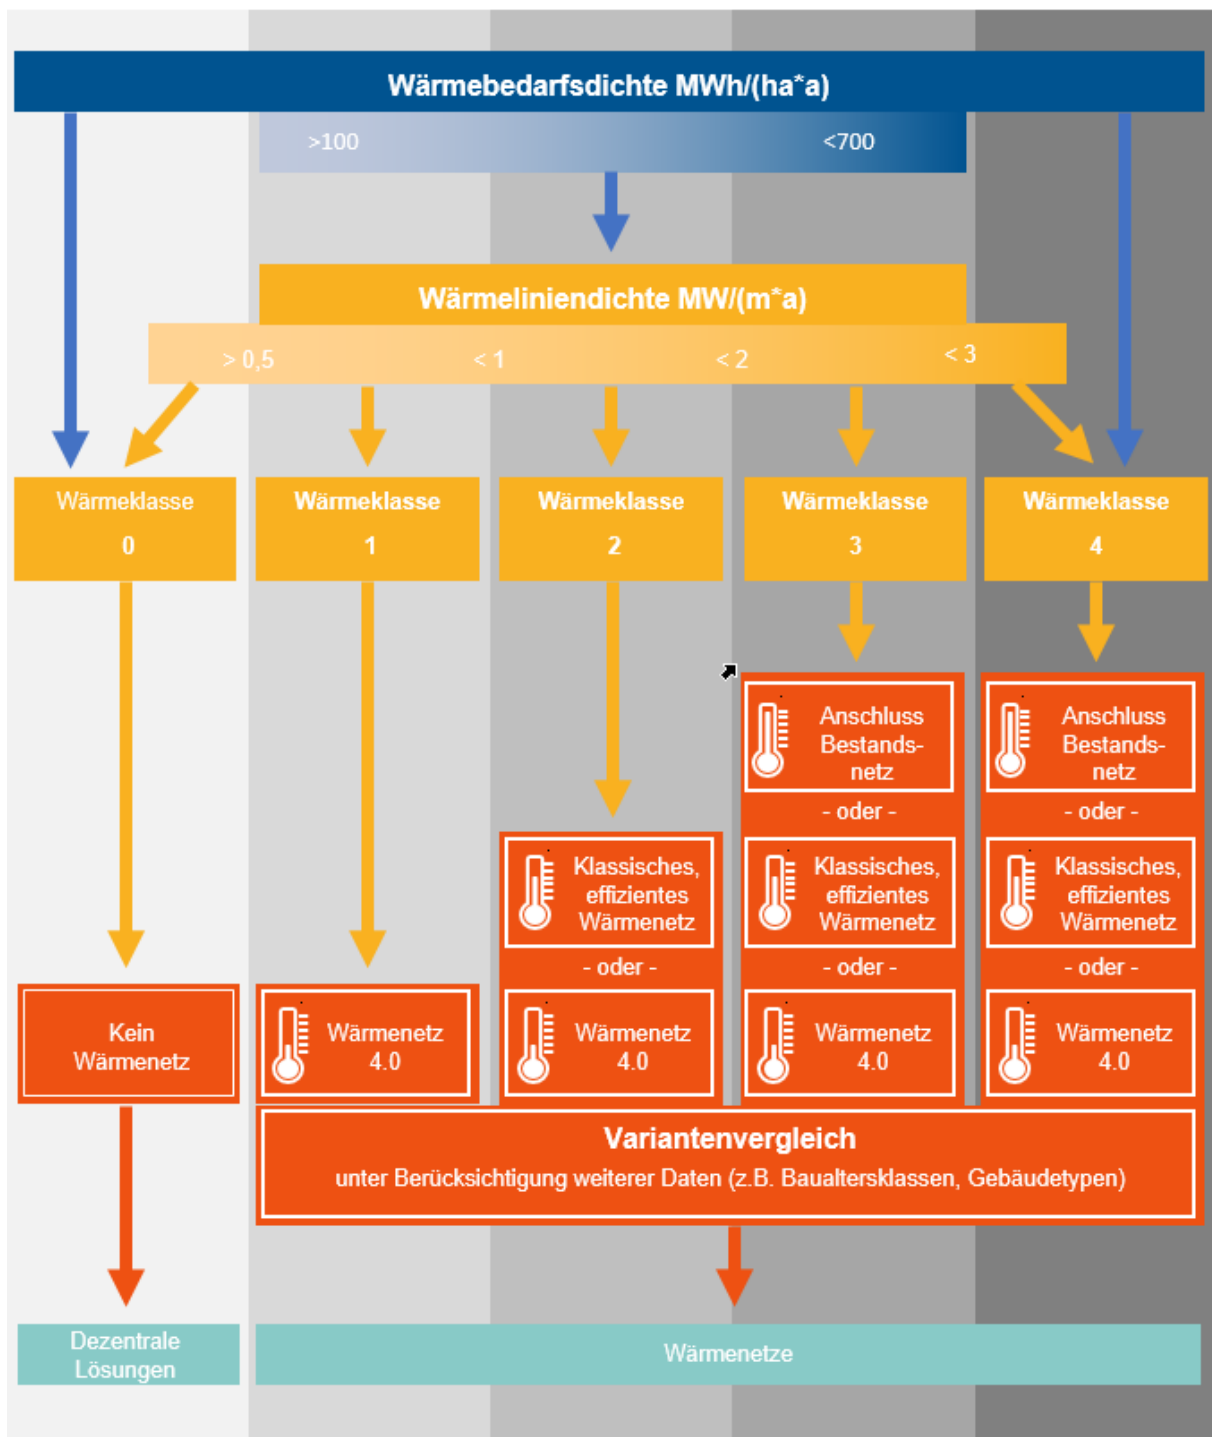 Wärmebedarfsdichte MWh/(ha*a)
>100 <700
Wärmeliniendichte MW/(m*a)
> 0,5 < 1 < 2 < 3
Wärmeklasse
0
Wärmeklasse
1
Wärmeklasse
2
Wärmeklasse
3
Wärmeklasse
4
Anschluss
Bestands-
netz
- oder -
Anschluss
Bestands-
netz
- oder -
Klassisches,
effizientes
Wärmenetz
- oder -
Klassisches,
effizientes
Wärmenetz
- oder -
Klassisches,
effizientes
Wärmenetz
- oder -
Kein
Wärmenetz
Wärmenetz
4.0
Wärmenetz
4.0
Wärmenetz
4.0
Wärmenetz
4.0
Variantenvergleich
unter Berücksichtigung weiterer Daten (z.B. Baualtersklassen, Gebäudetypen)
Dezentrale
Lösungen
Wärmenetze